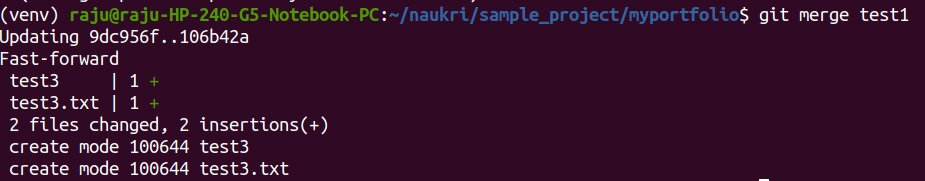 (venv) raju@raju-HP-240-G5-Notebook-PC:~/naukri/sample_project/myportfolio$ git merge test1
Updating 9dc956f..106b42a
Fast-forward
 test3     | 1 +
 test3.txt | 1 +
 2 files changed, 2 insertions(+)
 create mode 100644 test3
 create mode 100644 test3.txt